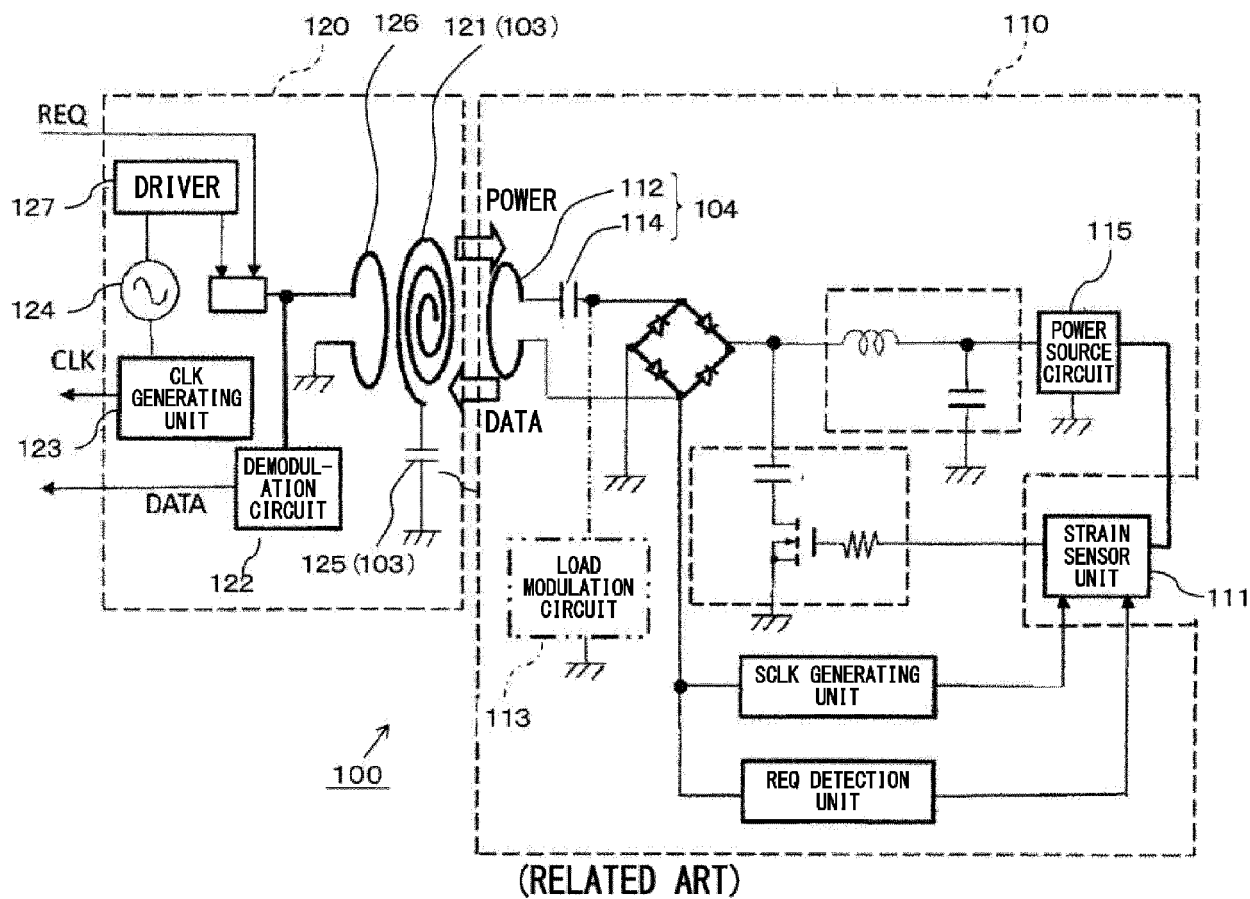 120
126
121(103)
110
REQ
127
DRIVER
POWER
112
114
104
115
124
CLK
CLK
GENERATING
UNIT
123
POWER
SOURCE
CIRCUIT
DATA
DEMODUL-
ATION
CIRCUIT
DATA
122
125(103)
LOAD
MODULATION
CIRCUIT
113
STRAIN
SENSOR
UNIT
111
SCLK GENERATING
UNIT
REQ DETECTION
UNIT
100
(RELATED ART)